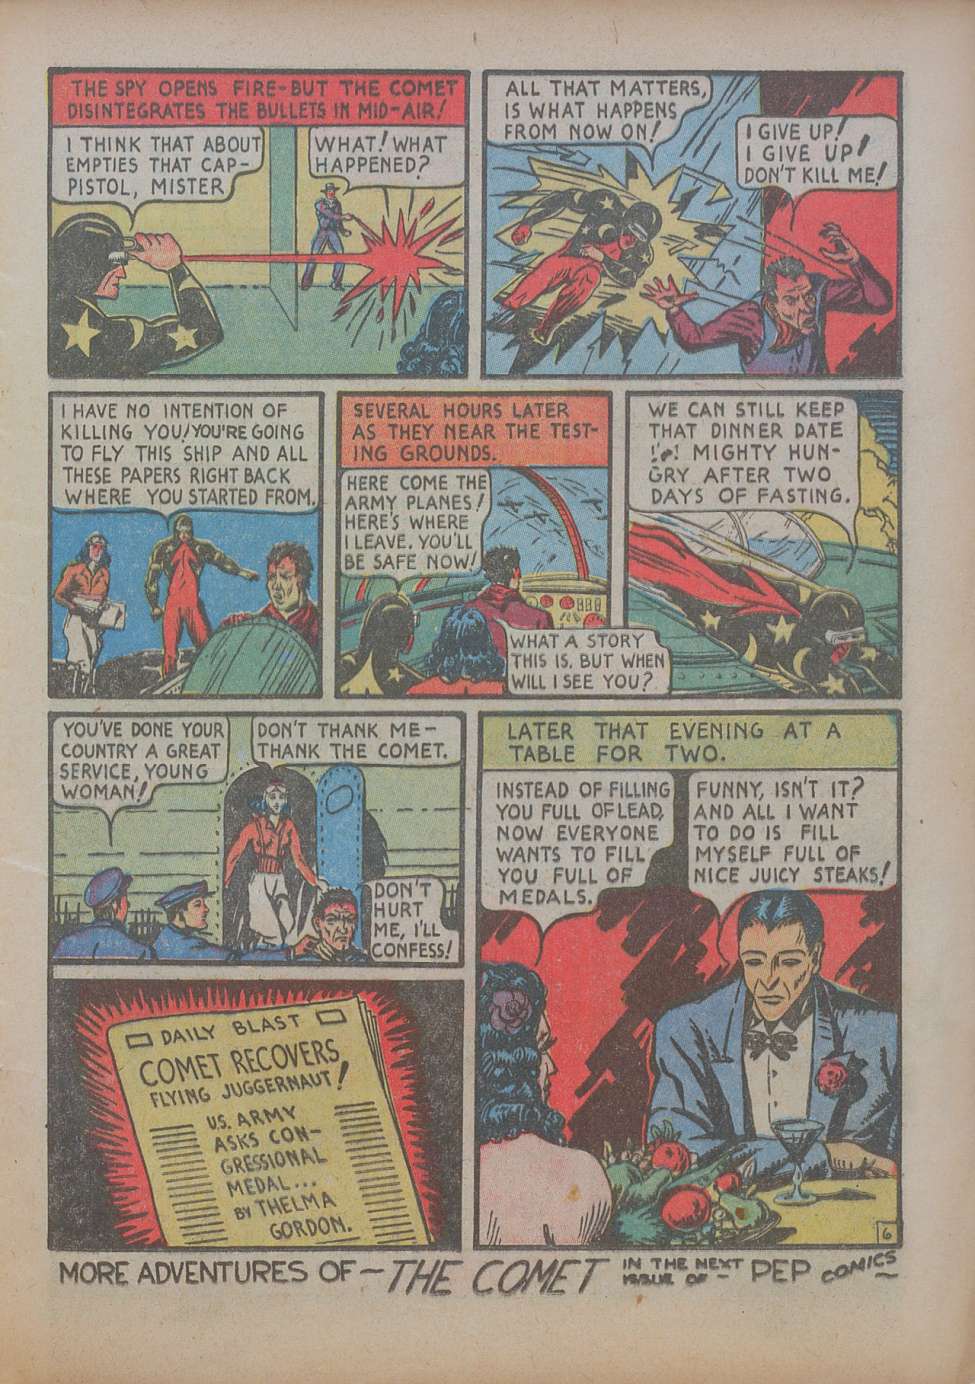 THE SPY OPENS FIRE-BUT THE COMET
DISINTEGRATES THE BULLETS IN MID-AIR!
I THINK THAT ABOUT
EMPTIES THAT CAP-
PISTOL, MISTER
WHAT! WHAT
HAPPENED?
ALL THAT MATTERS,
IS WHAT HAPPENS
FROM NOW ON!
I GIVE UP!
I GIVE UP!
DON'T KILL ME!
I HAVE NO INTENTION OF
KILLING YOU! YOU'RE GOING
TO FLY THIS SHIP AND ALL
THESE PAPERS RIGHT BACK
WHERE YOU STARTED FROM.
SEVERAL HOURS LATER
AS THEY NEAR THE TEST-
ING GROUNDS.
HERE COME THE
ARMY PLANES!
HERE'S WHERE
I LEAVE. YOU'LL
BE SAFE NOW!
WHAT A STORY
THIS IS, BUT WHEN
WILL I SEE YOU?
WE CAN STILL KEEP
THAT DINNER DATE
MIGHTY HUN-
GRY AFTER TWO
DAYS OF FASTING.
YOU'VE DONE YOUR
COUNTRY A GREAT
SERVICE, YOUNG
WOMAN!
DON'T THANK ME-
THANK THE COMET.
DON'T
HURT
ME, I'LL
CONFESS!
LATER THAT EVENING AT A
TABLE FOR TWO.
INSTEAD OF FILLING
YOU FULL OF LEAD,
NOW EVERYONE
WANTS TO FILL
YOU FULL OF
MEDALS.
FUNNY, ISN'T IT?
AND ALL I WANT
TO DO IS FILL
MYSELF FULL OF
NICE JUICY STEAKS!
DAILY BLAST
COMET RECOVERS
FLYING JUGGERNAUT!
U.S. ARMY
ASKS CON-
GRESSIONAL
MEDAL...
BY THELMA
GORDON.
6
MORE ADVENTURES OF - THE COMET IN THE NEXT
ISSUE OF - PEP COMICS